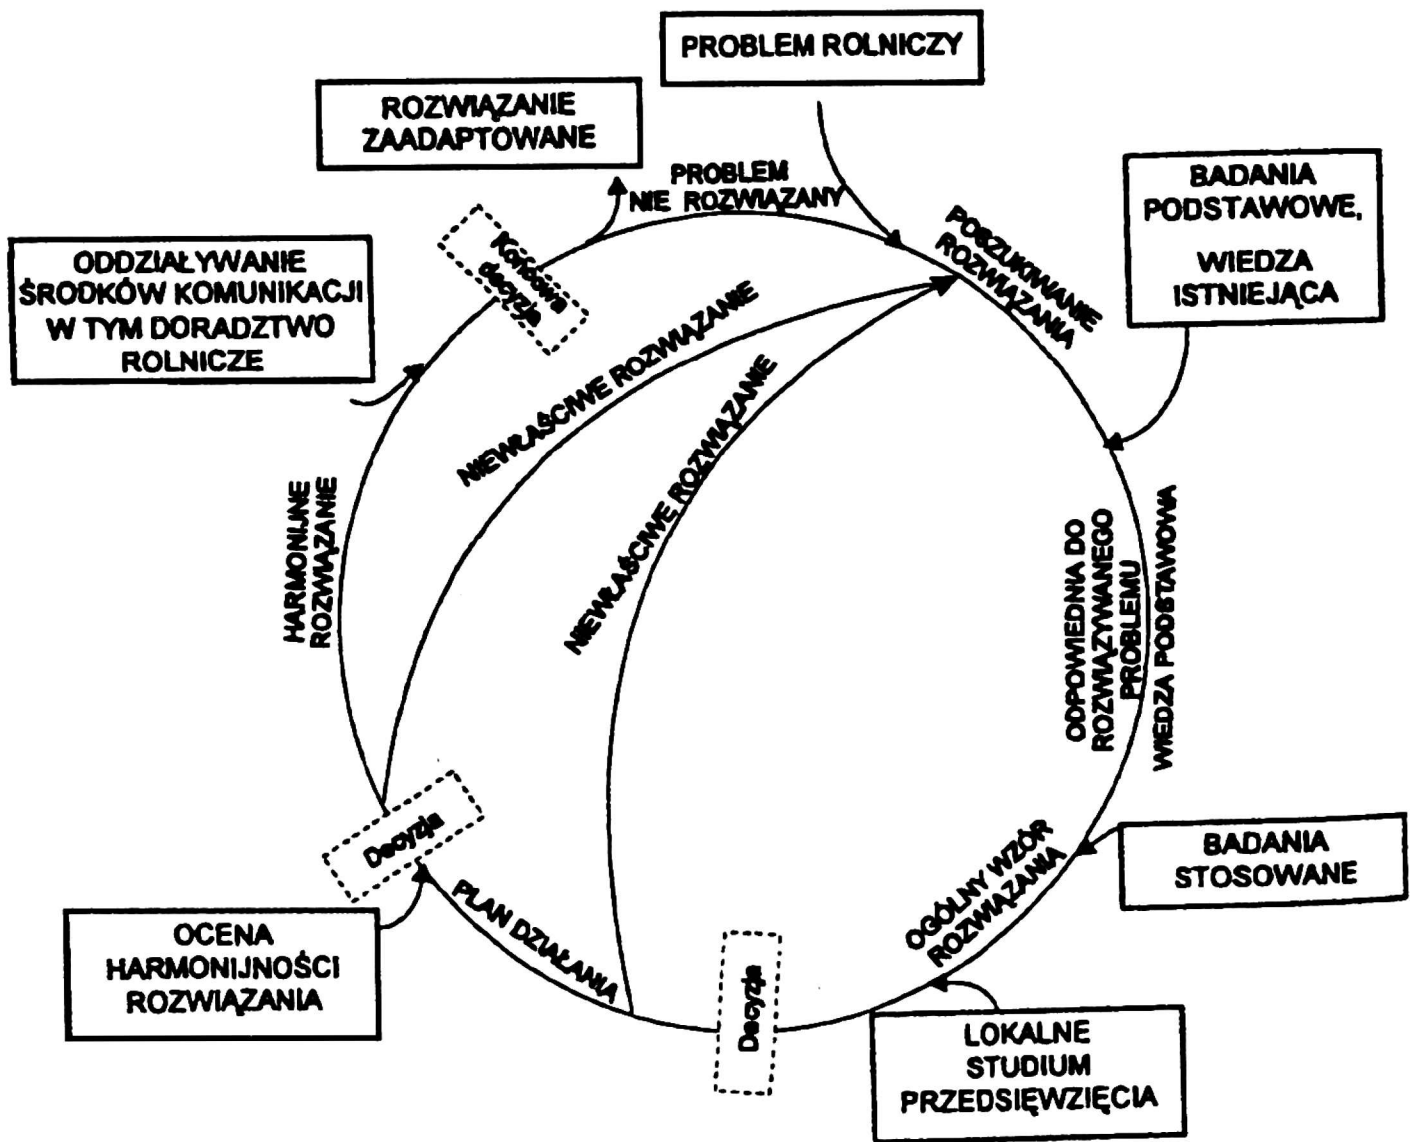 PROBLEM ROLNICZY
ROZWIĄZANIE
ZAADAPTOWANE
PROBLEM
NIE ROZWIĄZANY
BADANIA
PODSTAWOWE,
WIEDZA
ISTNIEJĄCA
POSZUKIWANIE
ROZWIĄZANIA
Końcowa
decyzja
ODDZIAŁYWANIE
ŚRODKÓW KOMUNIKACJI
W TYM DORADZTWO
ROLNICZE
NIEWŁAŚCIWE ROZWIĄZANIE
NIEWŁAŚCIWE ROZWIĄZANIE
HARMONIJNE
ROZWIĄZANIE
ODPOWIEDNIA DO
ROZWIĄZYWANEGO
PROBLEMU
WIEDZA PODSTAWOWA
Decyzja
PLAN DZIAŁANIA
OGÓLNY WZÓR
ROZWIĄZANIA
BADANIA
STOSOWANE
OCENA
HARMONIJNOŚCI
ROZWIĄZANIA
Decyzja
LOKALNE
STUDIUM
PRZEDSIĘWZIĘCIA